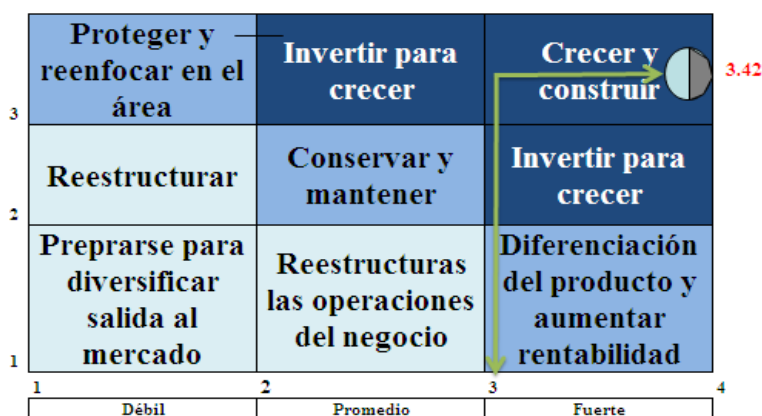 Proteger y
reenfocar en el
área
Invertir para
crecer
Crecer y
construir
3.42
3
Reestructurar
Conservar y
mantener
Invertir para
crecer
2
Preprarse para
diversificar
salida al
mercado
Reestructuras
las operaciones
del negocio
Diferenciación
del producto y
aumentar
rentabilidad
1
1
2
3
4
Débil
Promedio
Fuerte